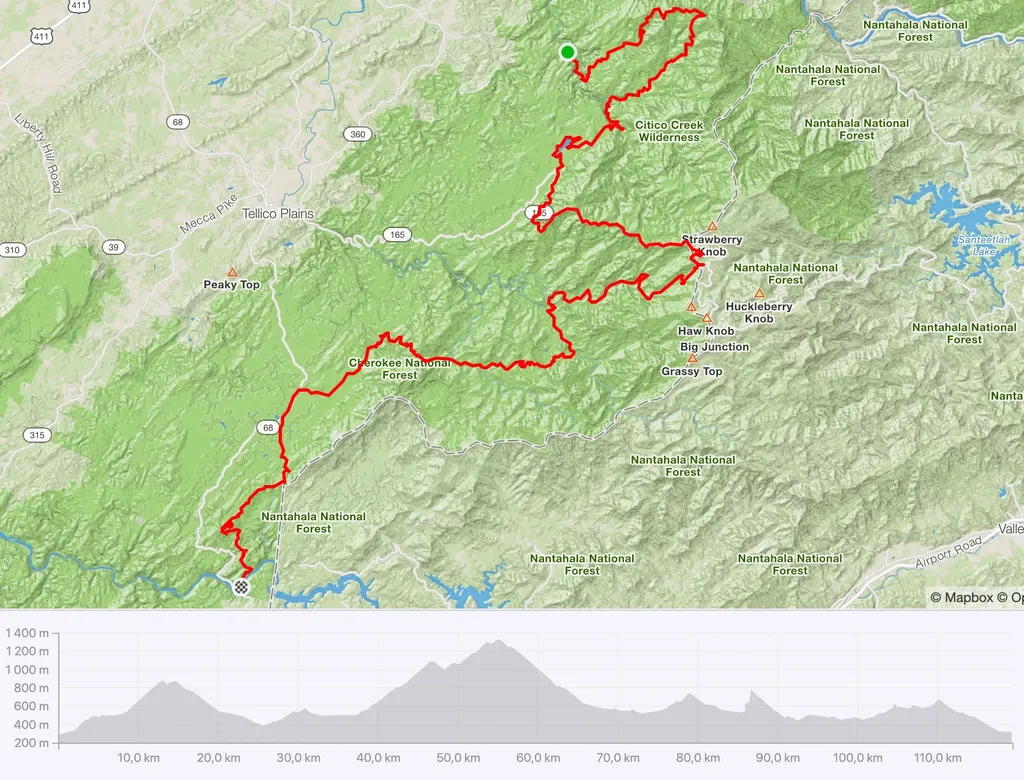 411
411
Nantahala National
Forest
Nantahala National
Forest
68
360
Citico Creek
Wilderness
Nantahala National
Forest
Liberty Hill Road
Mecca Pike
Tellico Plains
165
39
310
Strawberry
Knob
Santeetlah
Lake
Peaky Top
Nantahala National
Forest
Huckleberry
Knob
Haw Knob
Big Junction
Nantahala National
Forest
Grassy Top
Cherokee National
Forest
Nanta
68
315
Nantahala National
Forest
Nantahala National
Forest
Valle
Airport Road
Nantahala National
Forest
Nantahala National
Forest
© Mapbox © Op
1 400 m
1 200 m
1 000 m
800 m
600 m
400 m
200 m
10,0 km 20,0 km 30,0 km 40,0 km 50,0 km 60,0 km 70,0 km 80,0 km 90,0 km 100,0 km 110,0 km